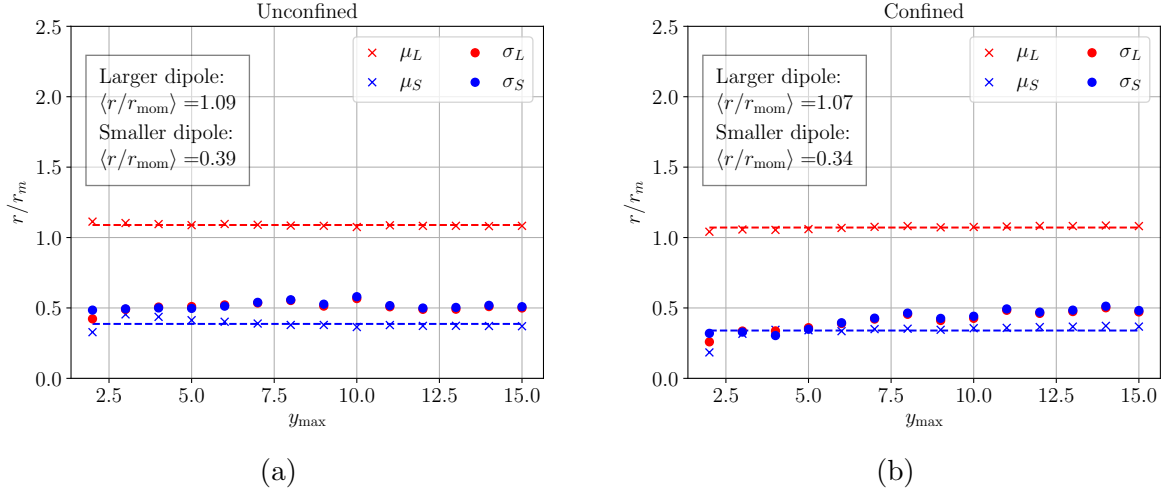 Unconfined
2.5
2.0
1.5
1.0
0.5
0.0
r/r_m
Larger dipole:
⟨r/r_mom⟩ =1.09
Smaller dipole:
⟨r/r_mom⟩ =0.39
μ_L σ_L
μ_S σ_S
2.5 5.0 7.5 10.0 12.5 15.0
y_max
(a)
Confined
2.5
2.0
1.5
1.0
0.5
0.0
r/r_m
Larger dipole:
⟨r/r_mom⟩ =1.07
Smaller dipole:
⟨r/r_mom⟩ =0.34
μ_L σ_L
μ_S σ_S
2.5 5.0 7.5 10.0 12.5 15.0
y_max
(b)